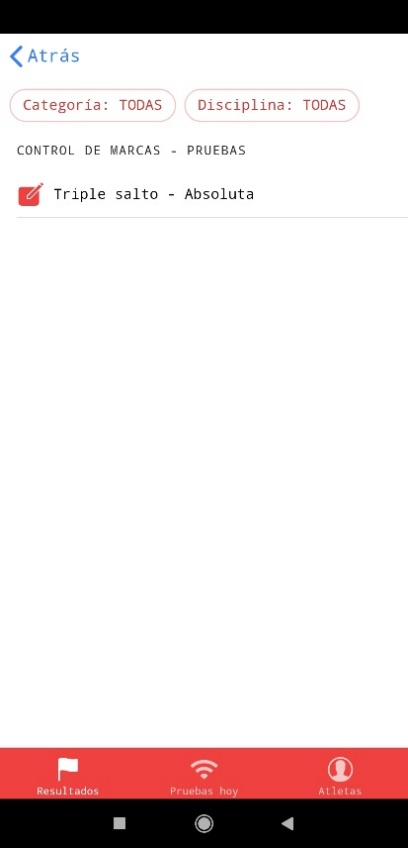 Atrás
Categoría: TODAS
Disciplina: TODAS
CONTROL DE MARCAS - PRUEBAS
Triple salto - Absoluta
Resultados
Pruebas hoy
Atletas